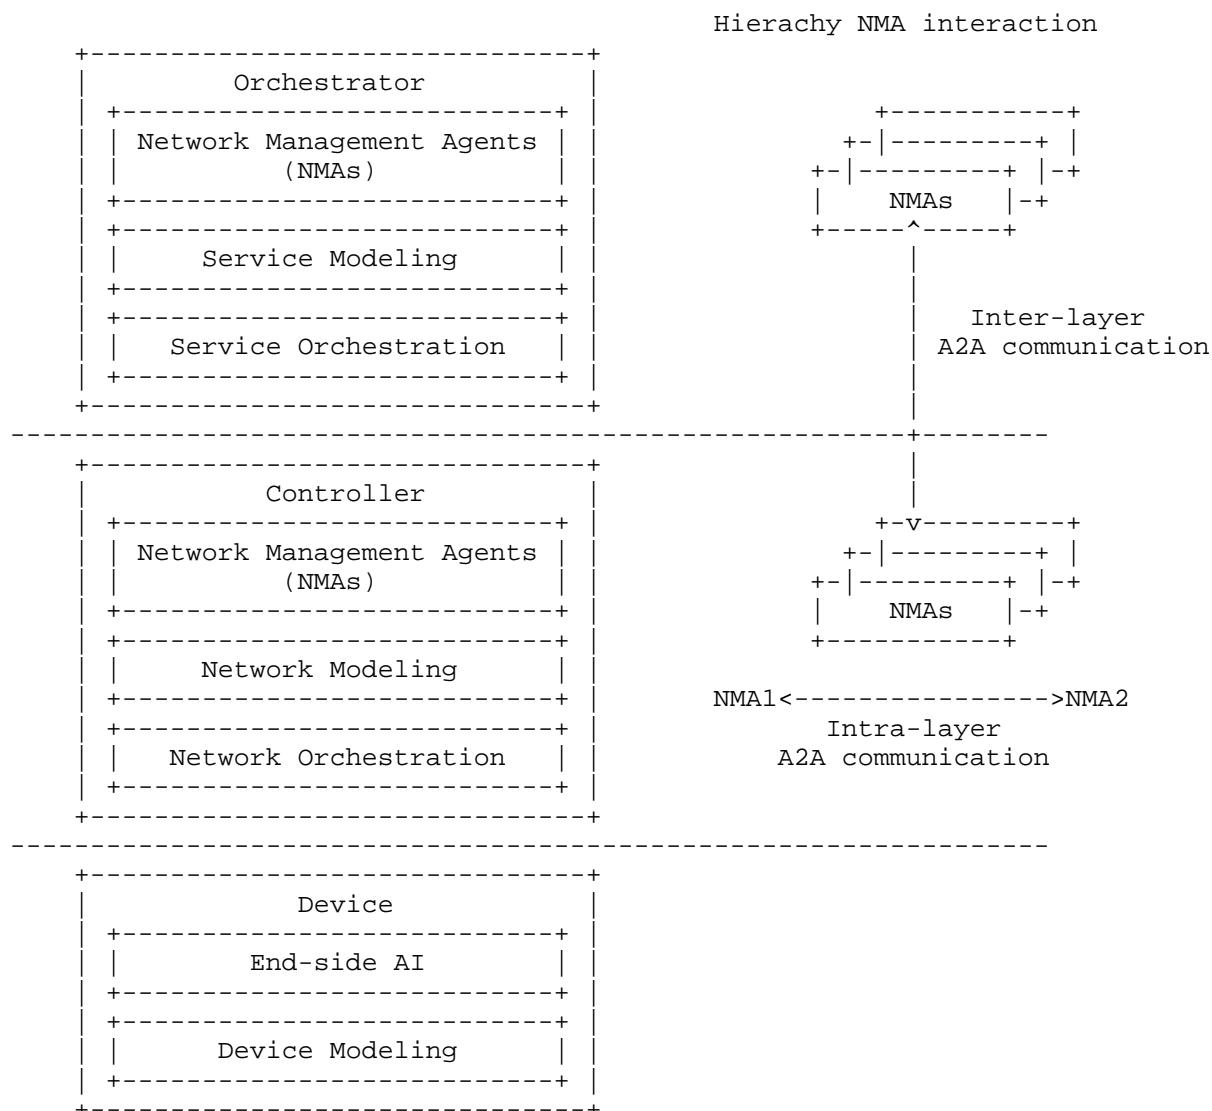 Hierachy NMA interaction
Orchestrator
Network Management Agents
(NMAs)
NMAs
Service Modeling
Inter-layer
Service Orchestration
A2A communication
Controller
Network Management Agents
(NMAs)
NMAs
Network Modeling
NMA1<---------------->NMA2
Intra-layer
Network Orchestration
A2A communication
Device
End-side AI
Device Modeling